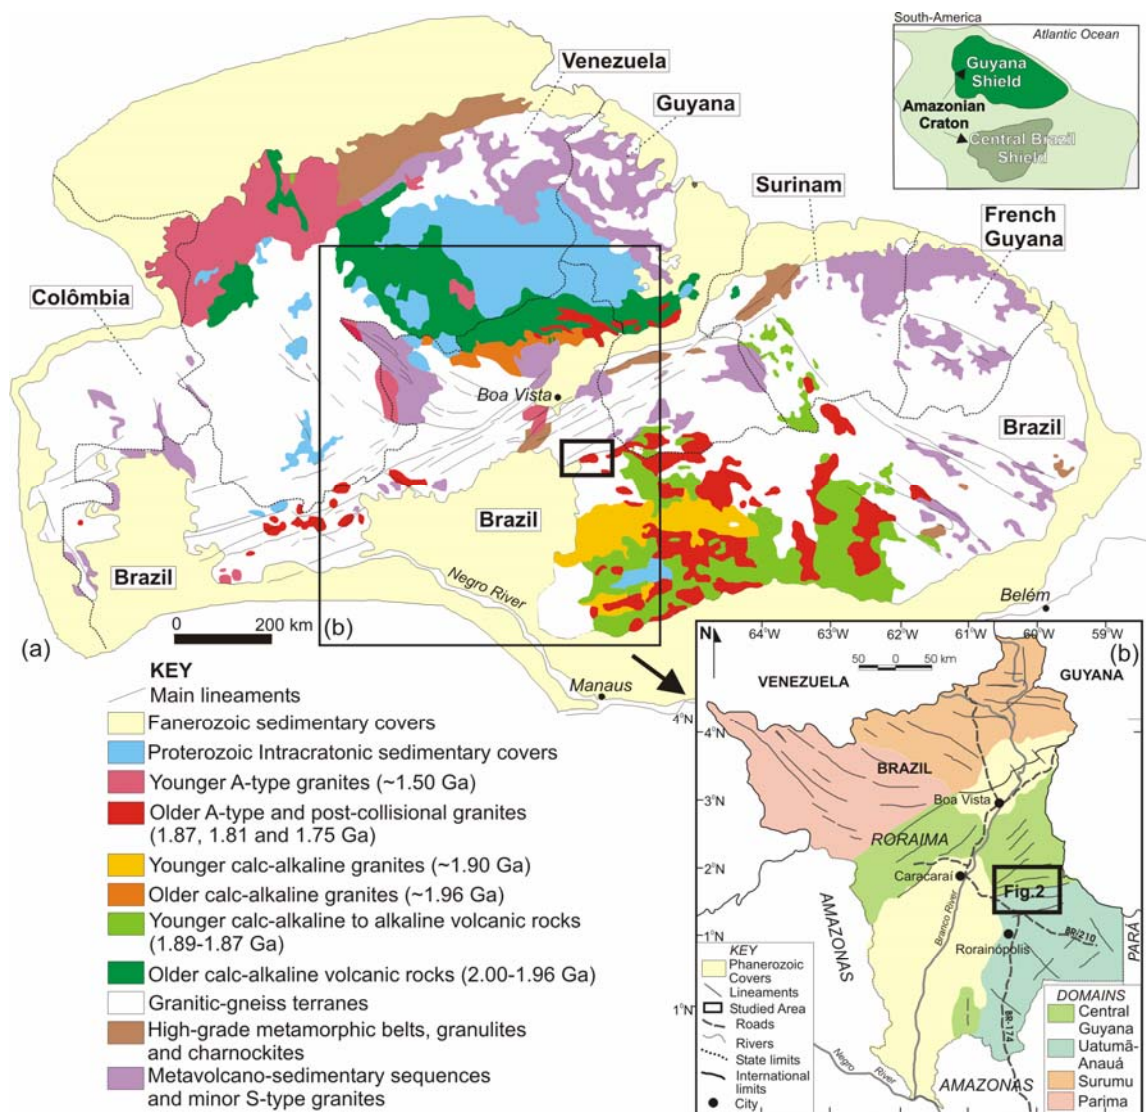 South-America
Atlantic Ocean
Guyana
Shield
Amazonian
Craton
Central Brazil
Shield
Venezuela
Guyana
Surinam
French
Guyana
Colômbia
Boa Vista
Brazil
Brazil
Brazil
Negro River
Belém
0 200 km
(a)
(b)
Manaus
KEY
Main lineaments
Fanerozoic sedimentary covers
Proterozoic Intracratonic sedimentary covers
Younger A-type granites (~1.50 Ga)
Older A-type and post-collisional granites
(1.87, 1.81 and 1.75 Ga)
Younger calc-alkaline granites (~1.90 Ga)
Older calc-alkaline granites (~1.96 Ga)
Younger calc-alkaline to alkaline volcanic rocks
(1.89-1.87 Ga)
Older calc-alkaline volcanic rocks (2.00-1.96 Ga)
Granitic-gneiss terranes
High-grade metamorphic belts, granulites
and charnockites
Metavolcano-sedimentary sequences
and minor S-type granites
N
64°W 63°W 62°W 61°W 60°W 59°W 58°W
(b)
50 0 50 km
VENEZUELA
GUYANA
4°N
4°N
3°N
2°N
1°N
1°N
BRAZIL
Boa Vista
RORAIMA
Caracaraí
Fig.2
AMAZONAS
Branco River
BR/210
PARÁ
Rorainópolis
BR-174
Negro
River
AMAZONAS
KEY
Phanerozoic
Covers
Lineaments
Studied Area
Roads
Rivers
State limits
International
limits
City
DOMAINS
Central
Guyana
Uatumã-
Anauá
Surumu
Parima